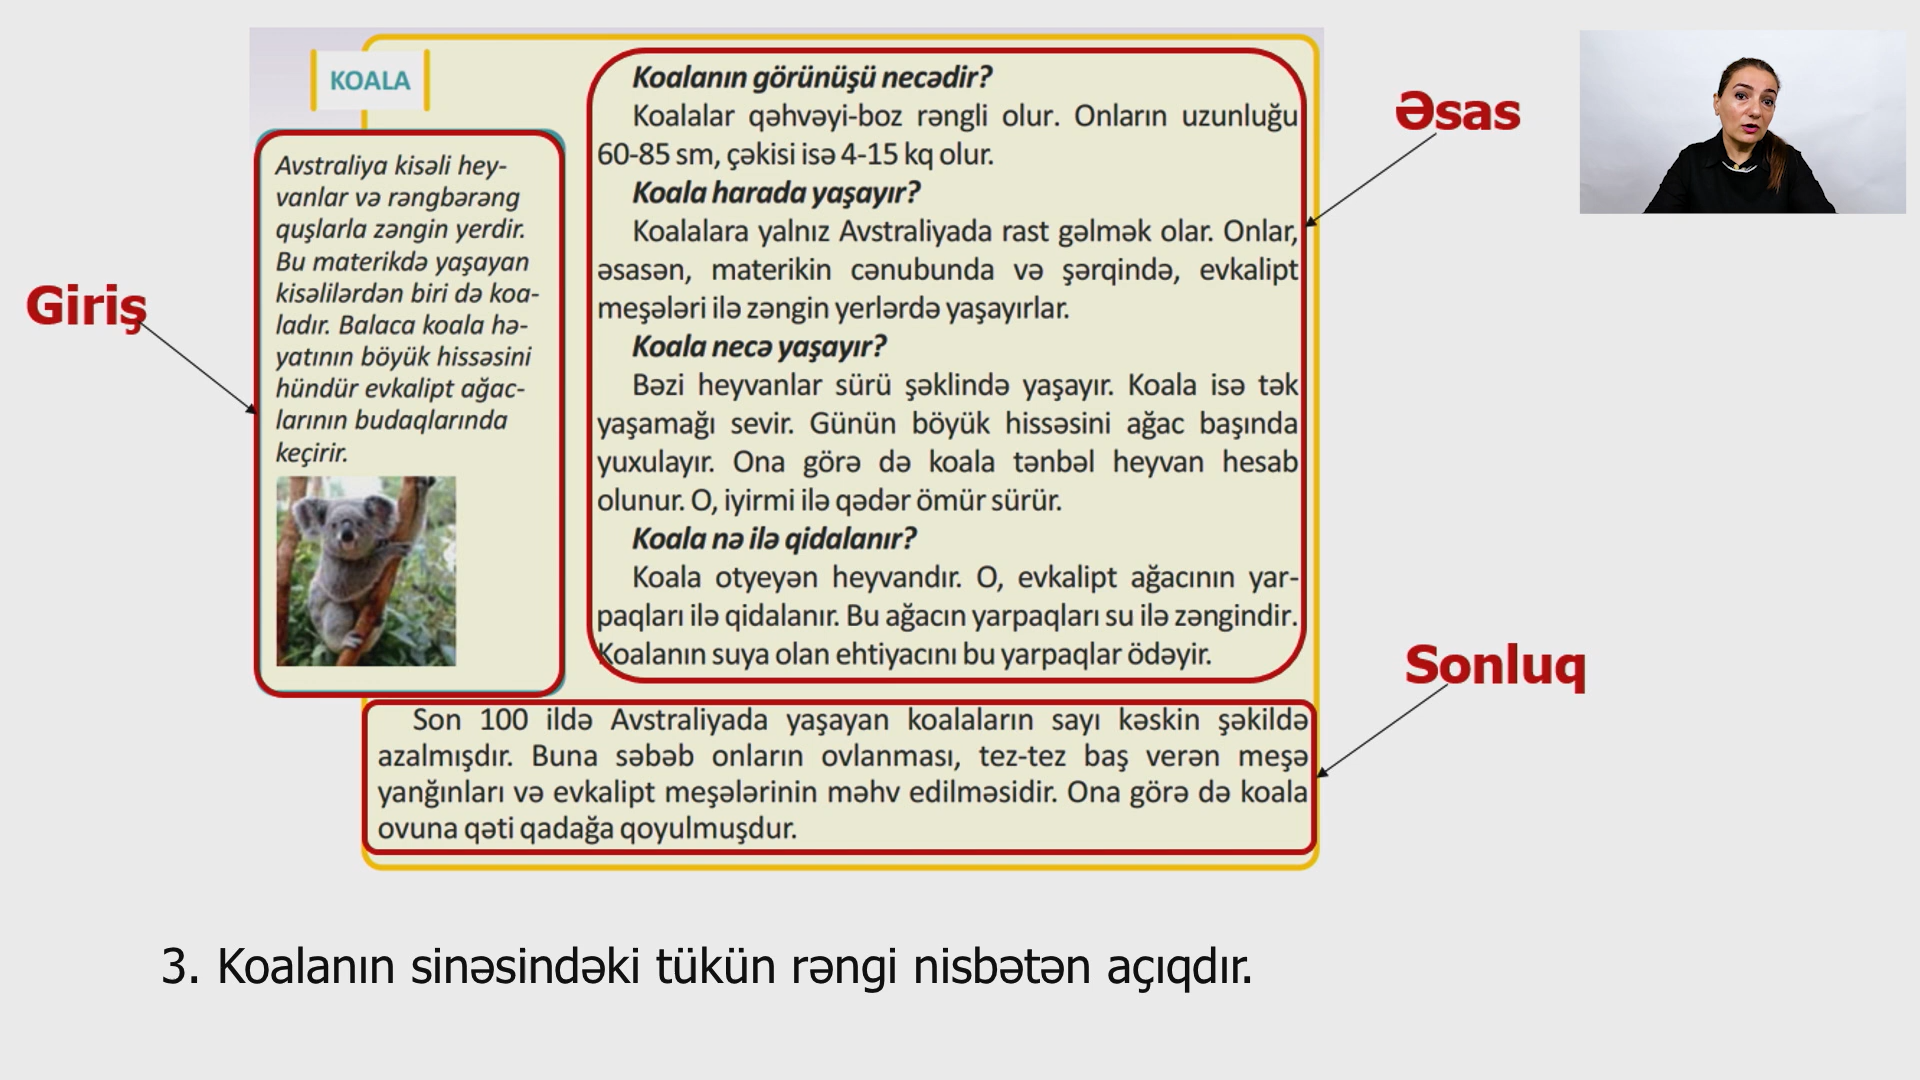 KOALA
Giriş
Avstraliya kisəli hey-
vanlar və rəngbərəng
quşlarla zəngin yerdir.
Bu materikdə yaşayan
kisəlilərdən biri də koa-
ladır. Balaca koala hə-
yatının böyük hissəsini
hündür evkalipt ağac-
larının budaqlarında
keçirir.
Əsas
Koalanın görünüşü necədir?
Koalalar qəhvəyi-boz rəngli olur. Onların uzunluğu
60-85 sm, çəkisi isə 4-15 kq olur.
Koala harada yaşayır?
Koalalara yalnız Avstraliyada rast gəlmək olar. Onlar,
əsasən, materikin cənubunda və şərqində, evkalipt
meşələri ilə zəngin yerlərdə yaşayırlar.
Koala necə yaşayır?
Bəzi heyvanlar sürü şəklində yaşayır. Koala isə tək
yaşamağı sevir. Günün böyük hissəsini ağac başında
yuxulayır. Ona görə də koala tənbəl heyvan hesab
olunur. O, iyirmi ilə qədər ömür sürür.
Koala nə ilə qidalanır?
Koala otyeyən heyvandır. O, evkalipt ağacının yar-
paqları ilə qidalanır. Bu ağacın yarpaqları su ilə zəngindir.
Koalanın suya olan ehtiyacını bu yarpaqlar ödəyir.
Sonluq
Son 100 ildə Avstraliyada yaşayan koalaların sayı kəskin şəkildə
azalmışdır. Buna səbəb onların ovlanması, tez-tez baş verən meşə
yanğınları və evkalipt meşələrinin məhv edilməsidir. Ona görə də koala
ovuna qəti qadağa qoyulmuşdur.
3. Koalanın sinəsindəki tükün rəngi nisbətən açıqdır.